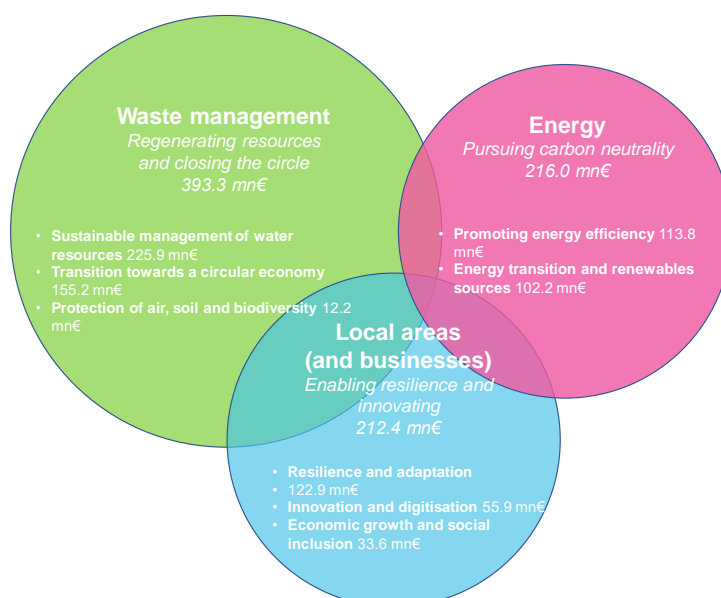 Waste management
Regenerating resources
and closing the circle
393.3 mn€
• Sustainable management of water
resources 225.9 mn€
• Transition towards a circular economy
155.2 mn€
• Protection of air, soil and biodiversity 12.2
mn€
Energy
Pursuing carbon neutrality
216.0 mn€
• Promoting energy efficiency 113.8
mn€
• Energy transition and renewables
sources 102.2 mn€
Local areas
(and businesses)
Enabling resilience and
innovating
212.4 mn€
• Resilience and adaptation
• 122.9 mn€
• Innovation and digitisation 55.9 mn€
• Economic growth and social
inclusion 33.6 mn€